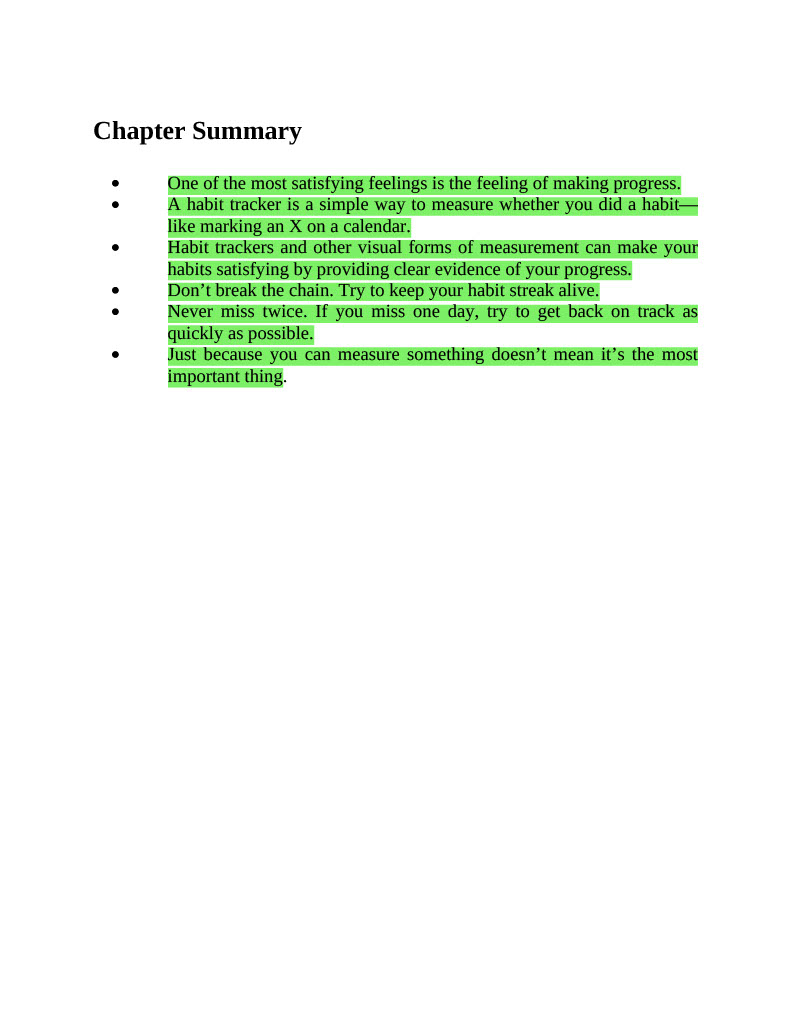 Chapter Summary
• One of the most satisfying feelings is the feeling of making progress.
• A habit tracker is a simple way to measure whether you did a habit—
like marking an X on a calendar.
• Habit trackers and other visual forms of measurement can make your
habits satisfying by providing clear evidence of your progress.
• Don’t break the chain. Try to keep your habit streak alive.
• Never miss twice. If you miss one day, try to get back on track as
quickly as possible.
• Just because you can measure something doesn’t mean it’s the most
important thing.